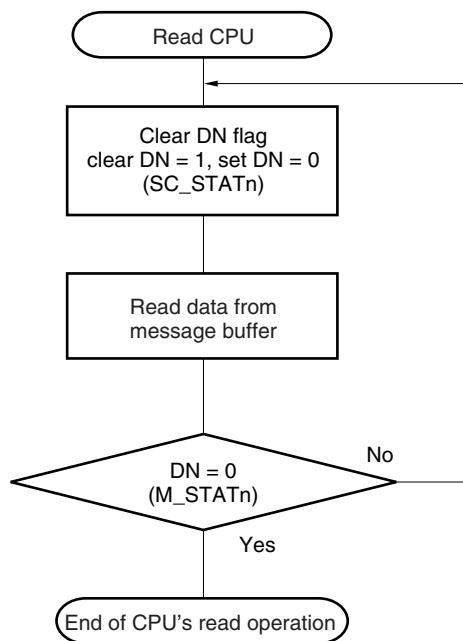 Read CPU
Clear DN flag
clear DN = 1, set DN = 0
(SC_STATn)
Read data from
message buffer
DN = 0
(M_STATn)
No
Yes
End of CPU's read operation